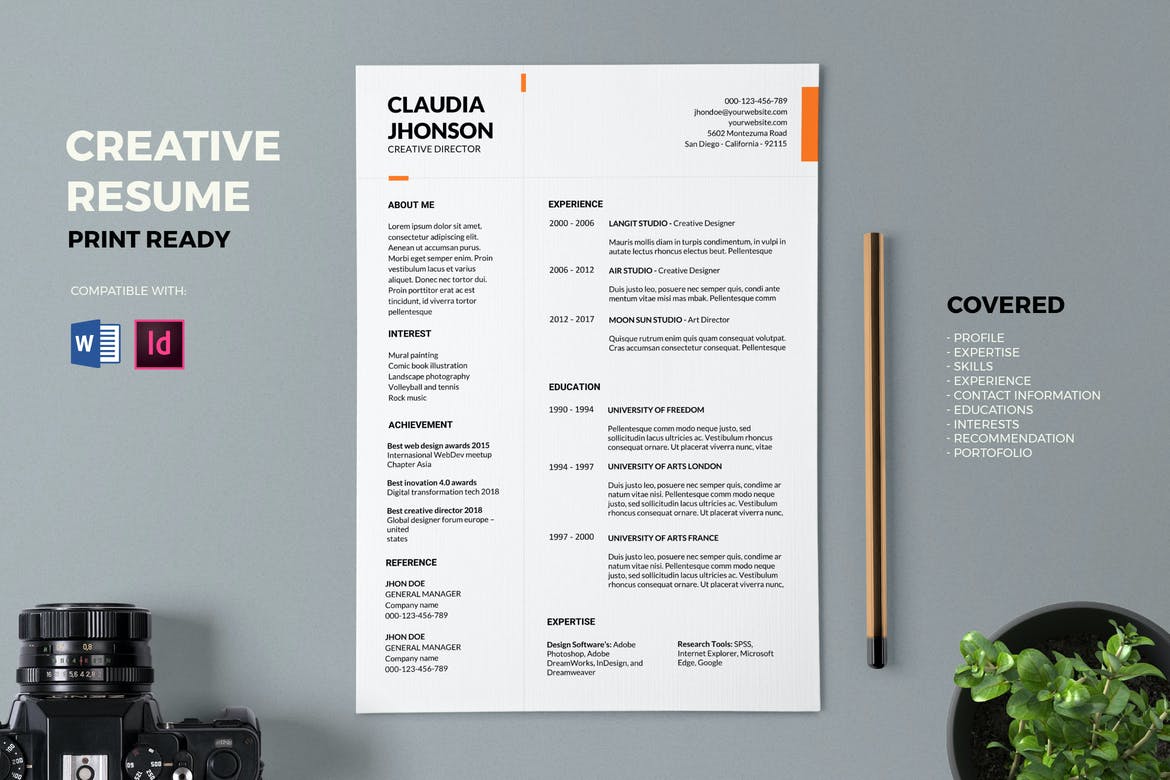 CREATIVE
RESUME
PRINT READY
COMPATIBLE WITH:
W
Id
CLAUDIA
JHONSON
CREATIVE DIRECTOR
000-123-456-789
jhondoe@yourwebsite.com
yourwebsite.com
5602 Montezuma Road
San Diego - California - 92115
ABOUT ME
Lorem ipsum dolor sit amet,
consectetur adipiscing elit.
Aenean ut accumsan purus.
Morbi eget semper enim. Proin
vestibulum lacus et varius
aliquet. Donec nec tortor dui.
Proin porttitor erat ac est
tincidunt, id viverra tortor
pellentesque
INTEREST
Mural painting
Comic book illustration
Landscape photography
Volleyball and tennis
Rock music
ACHIEVEMENT
Best web design awards 2015
Internasional WebDev meetup
Chapter Asia
Best inovation 4.0 awards
Digital transformation tech 2018
Best creative director 2018
Global designer forum europe –
united
states
REFERENCE
JHON DOE
GENERAL MANAGER
Company name
000-123-456-789
JHON DOE
GENERAL MANAGER
Company name
000-123-456-789
EXPERIENCE
2000 - 2006 LANGIT STUDIO - Creative Designer
Mauris mollis diam in turpis condimentum, in vulpi in
autate lectus rhoncus electus beut. Pellentesque
2006 - 2012 AIR STUDIO - Creative Designer
Duis justo leo, posuere nec semper quis, condi ante
mentum vitae misi mas mbak. Pellentesque comm
2012 - 2017 MOON SUN STUDIO - Art Director
Quisque rutrum enim quis quam consequat volutpat.
Cras accumsan consectetur consequat. Pellentesque
EDUCATION
1990 - 1994 UNIVERSITY OF FREEDOM
Pellentesque comm modo neque justo, sed
sollicitudin lacus ultricies ac. Vestibulum rhoncus
consequat ornare. Ut placerat viverra nunc, vitae
1994 - 1997 UNIVERSITY OF ARTS LONDON
Duis justo leo, posuere nec semper quis, condime ar
natum vitae nisi. Pellentesque comm modo neque
justo, sed sollicitudin lacus ultricies ac. Vestibulum
rhoncus consequat ornare. Ut placerat viverra nunc,
1997 - 2000 UNIVERSITY OF ARTS FRANCE
Duis justo leo, posuere nec semper quis, condime ar
natum vitae nisi. Pellentesque comm modo neque
justo, sed sollicitudin lacus ultricies ac. Vestibulum
rhoncus consequat ornare. Ut placerat viverra nunc,
EXPERTISE
Design Software's: Adobe
Photoshop, Adobe
DreamWorks, InDesign, and
Dreamweaver
Research Tools: SPSS,
Internet Explorer, Microsoft
Edge, Google
COVERED
- PROFILE
- EXPERTISE
- SKILLS
- EXPERIENCE
- CONTACT INFORMATION
- EDUCATIONS
- INTERESTS
- RECOMMENDATION
- PORTOFOLIO
0,8
16